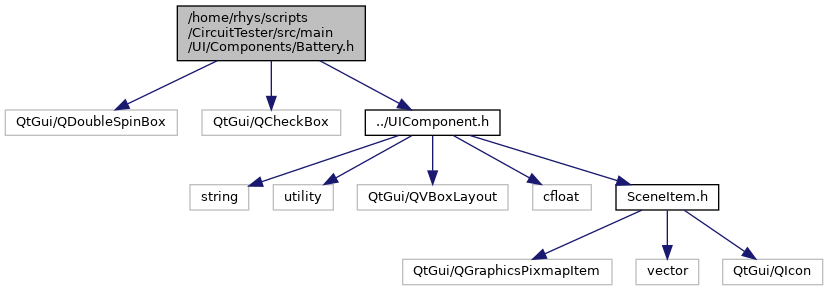 /home/rhys/scripts
/CircuitTester/src/main
/UI/Components/Battery.h
QtGui/QDoubleSpinBox
QtGui/QCheckBox
../UIComponent.h
string
utility
QtGui/QVBoxLayout
cfloat
SceneItem.h
QtGui/QGraphicsPixmapItem
vector
QtGui/QIcon